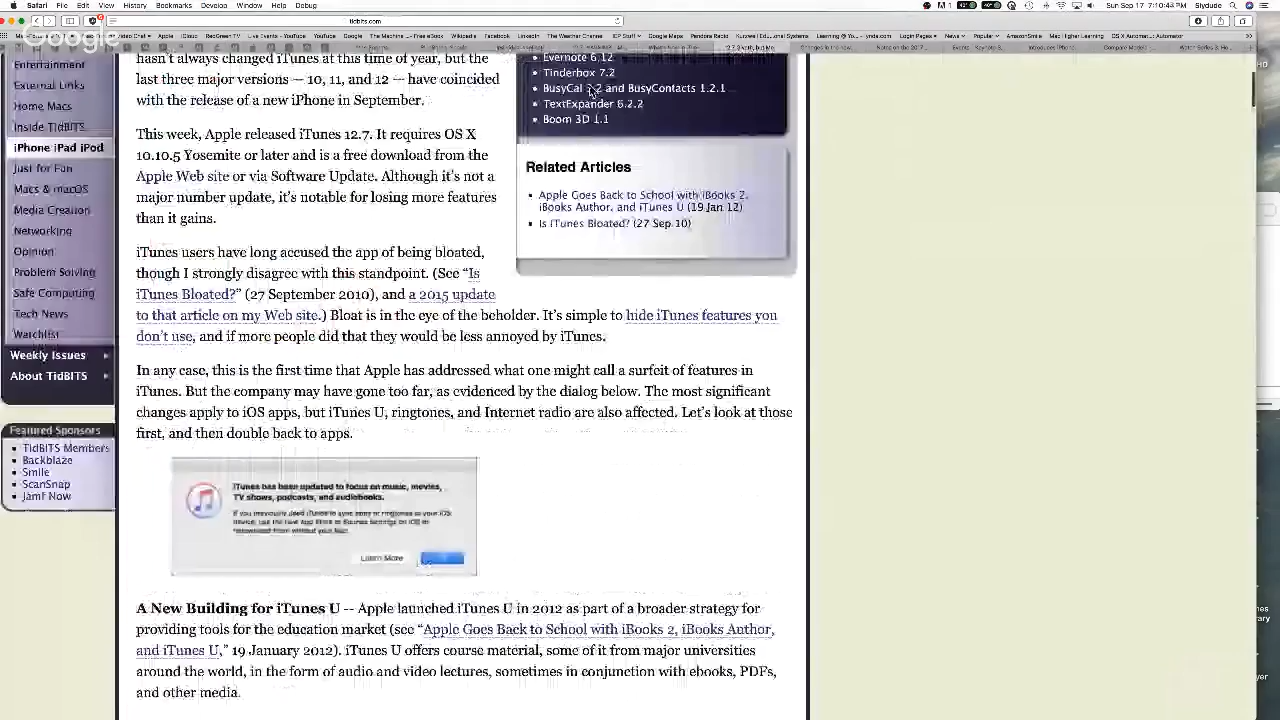 Safari File Edit View History Bookmarks Develop Window Help Debug
Sun Sep 17 7:10:44 PM Slydude
tidbits.com
Google
hasn't always changed iTunes at this time of year, but the
last three major versions — 10, 11, and 12 — have coincided
with the release of a new iPhone in September.
This week, Apple released iTunes 12.7. It requires OS X
10.10.5 Yosemite or later and is a free download from the
Apple Web site or via Software Update. Although it's not a
major number update, it's notable for losing more features
than it gains.
iTunes users have long accused the app of being bloated,
though I strongly disagree with this standpoint. (See “Is
iTunes Bloated?” (27 September 2010), and a 2015 update
to that article on my Web site.) Bloat is in the eye of the beholder. It's simple to hide iTunes features you
don't use, and if more people did that they would be less annoyed by iTunes.
In any case, this is the first time that Apple has addressed what one might call a surfeit of features in
iTunes. But the company may have gone too far, as evidenced by the dialog below. The most significant
changes apply to iOS apps, but iTunes U, ringtones, and Internet radio are also affected. Let's look at those
first, and then double back to apps.
iTunes has been updated to focus on music, movies,
TV shows, podcasts, and audiobooks.
Learn More
A New Building for iTunes U -- Apple launched iTunes U in 2012 as part of a broader strategy for
providing tools for the education market (see “Apple Goes Back to School with iBooks 2, iBooks Author,
and iTunes U,” 19 January 2012). iTunes U offers course material, some of it from major universities
around the world, in the form of audio and video lectures, sometimes in conjunction with ebooks, PDFs,
and other media.
Evernote 6.12
Tinderbox 7.2
BusyCal 3.2 and BusyContacts 1.2.1
TextExpander 6.2.2
Boom 3D 1.1
Related Articles
Apple Goes Back to School with iBooks 2,
iBooks Author, and iTunes U (19 Jan 12)
Is iTunes Bloated? (27 Sep 10)
Entertainment
External Links
Home Macs
Inside TidBITS
iPhone iPad iPod
Just for Fun
Macs & macOS
Media Creation
Networking
Opinion
Problem Solving
Safe Computing
Tech News
Watchlist
Weekly Issues
About TidBITS
Featured Sponsors
TidBITS Members
Backblaze
Smile
ScanSnap
Jamf Now